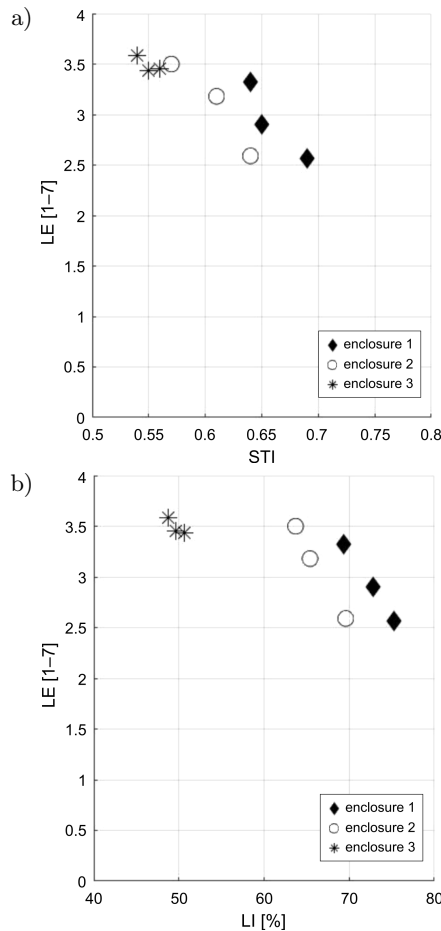 a)
4
3.5
3
2.5
2
1.5
1
0.5
0
LE [1–7]
0.5 0.55 0.6 0.65 0.7 0.75 0.8
STI
enclosure 1
enclosure 2
enclosure 3
b)
4
3.5
3
2.5
2
1.5
1
0.5
0
LE [1–7]
40 50 60 70 80
LI [%]
enclosure 1
enclosure 2
enclosure 3